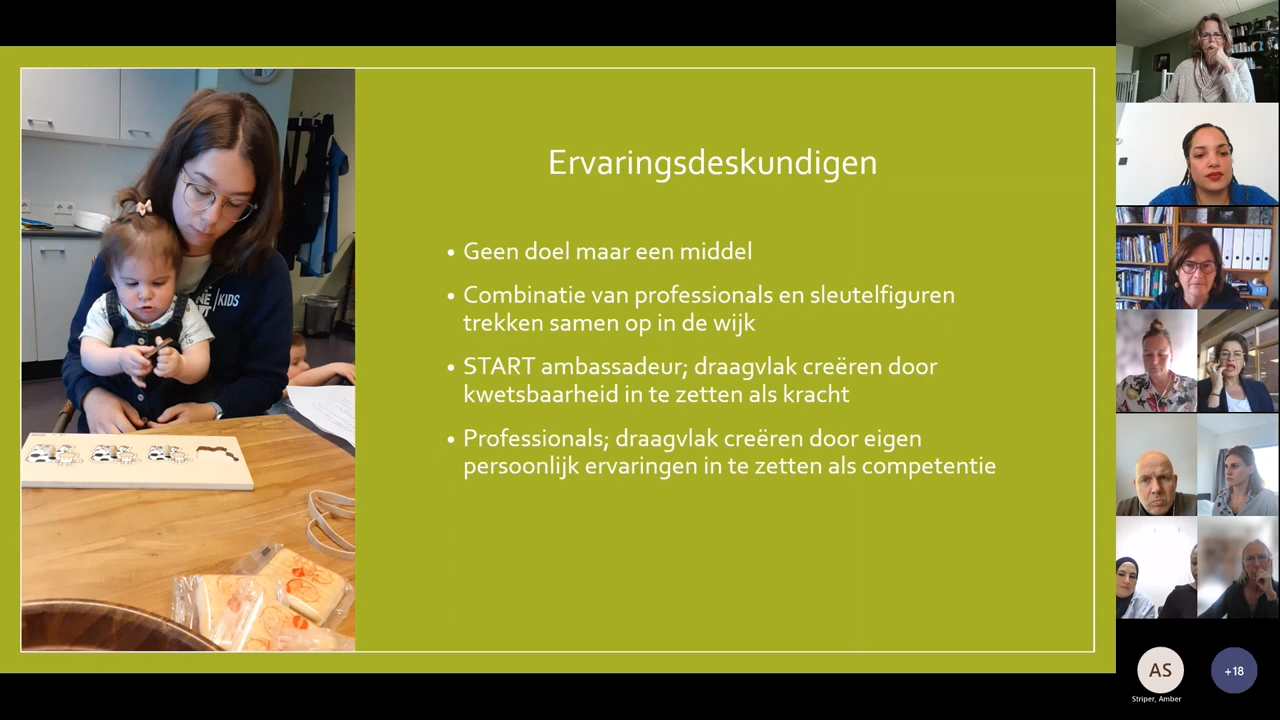 Ervaringsdeskundigen
• Geen doel maar een middel
• Combinatie van professionals en sleutelfiguren
trekken samen op in de wijk
• START ambassadeur; draagvlak creëren door
kwetsbaarheid in te zetten als kracht
• Professionals; draagvlak creëren door eigen
persoonlijk ervaringen in te zetten als competentie
KIDS
AS
+18
Striper, Amber